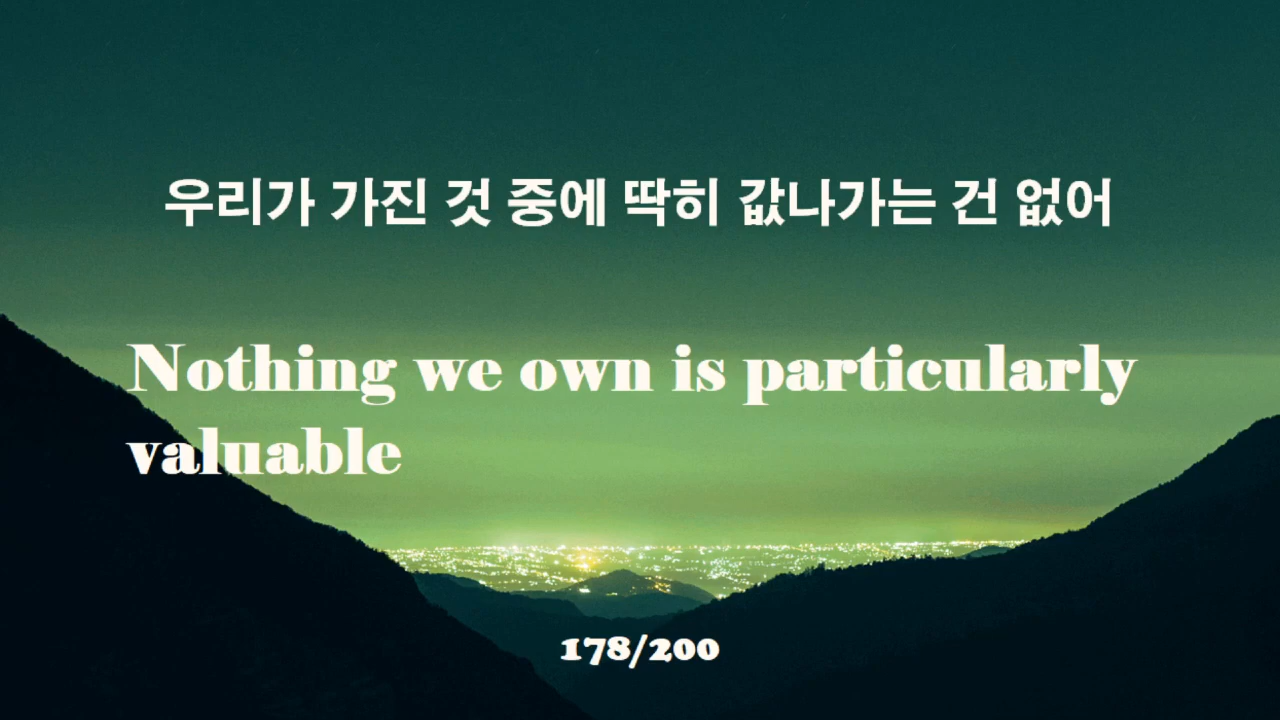 우리가 가진 것 중에 딱히 값나가는 건 없어
Nothing we own is particularly
valuable
178/200